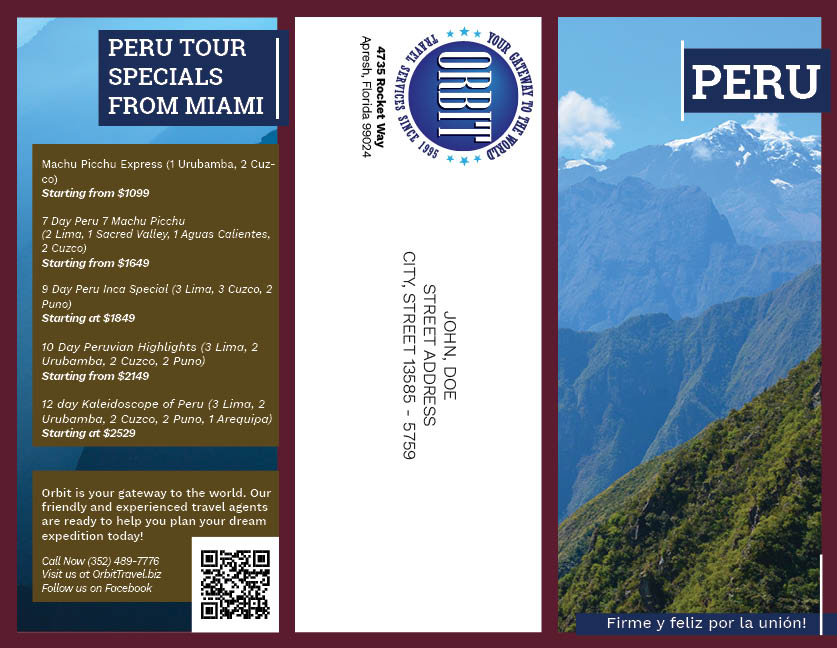 PERU TOUR
SPECIALS
FROM MIAMI
Machu Picchu Express (1 Urubamba, 2 Cuz-
co)
Starting from $1099
7 Day Peru 7 Machu Picchu
(2 Lima, 1 Sacred Valley, 1 Aguas Calientes,
2 Cuzco)
Starting from $1649
9 Day Peru Inca Special (3 Lima, 3 Cuzco, 2
Puno)
Starting at $1849
10 Day Peruvian Highlights (3 Lima, 2
Urubamba, 2 Cuzco, 2 Puno)
Starting from $2149
12 day Kaleidoscope of Peru (3 Lima, 2
Urubamba, 2 Cuzco, 2 Puno, 1 Arequipa)
Starting at $2529
Orbit is your gateway to the world. Our
friendly and experienced travel agents
are ready to help you plan your dream
expedition today!
Call Now (352) 489-7776
Visit us at OrbitTravel.biz
Follow us on Facebook
YOUR GATEWAY TO THE WORLD
ORBIT
TRAVEL SERVICES SINCE 1995
4735 Rocket Way
Apresh, Florida 99024
JOHN, DOE
STREET ADDRESS
CITY, STREET 13585 - 5759
PERU
Firme y feliz por la unión!